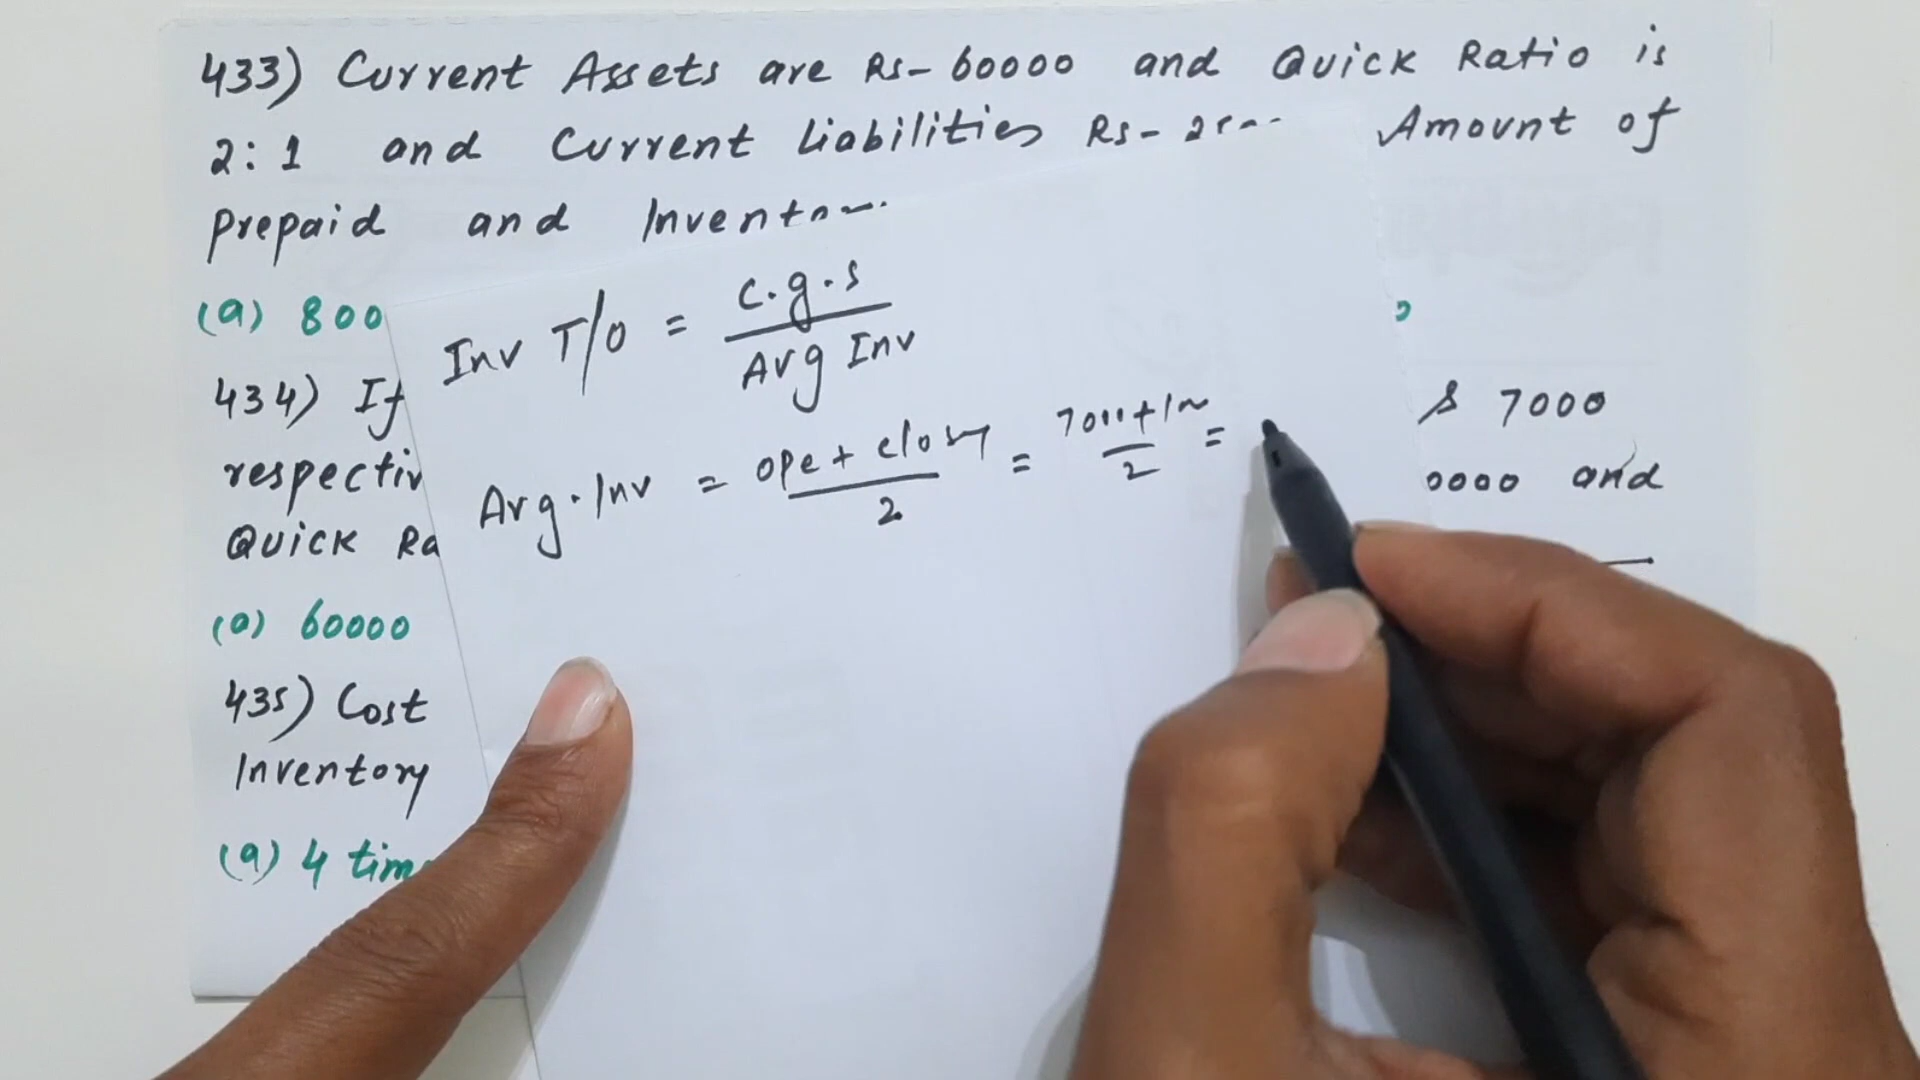 433) Current Assets are Rs- 60000 and Quick Ratio is
2:1 and Current liabilities Rs- Amount of
prepaid and
(a) 800
Inv T/O = C.g.s / Avg Inv
434) If 7000
Avg. Inv = ope + closing / 2 = / 2 =
0000 and
Quick Ra
(a) 60000
435) Cost
Inventory
(a) 4 tim